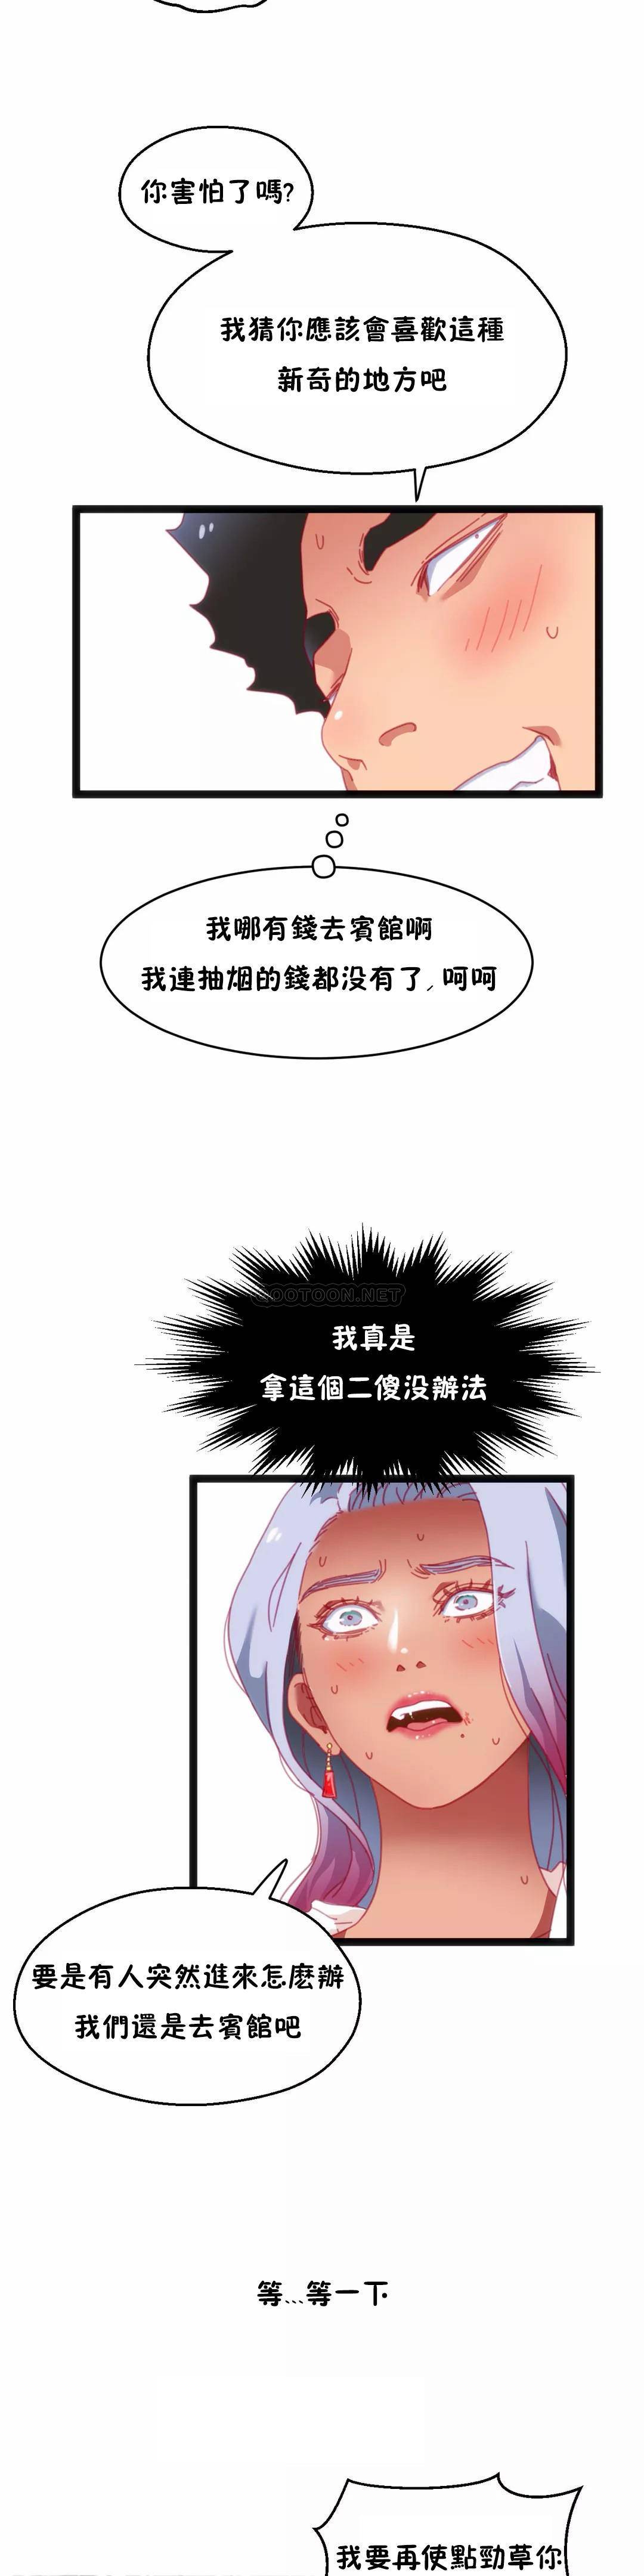 你害怕了嗎?
我猜你應該會喜歡這種
新奇的地方吧
我哪有錢去賓館啊
我連抽烟的錢都没有了, 呵呵
TOOTOON.NET
我真是
拿這個二傻没辦法
要是有人突然進來怎麽辦
我們還是去賓館吧
等...等一下
我要再使點勁草你